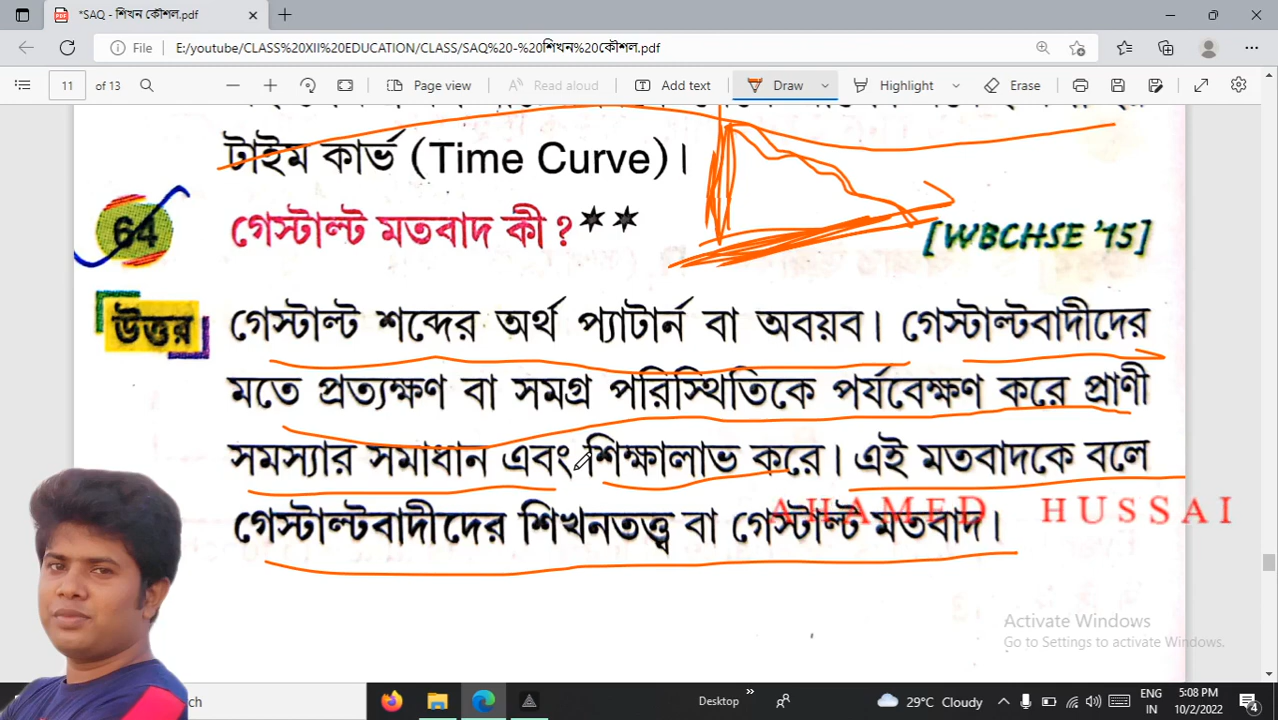 *SAQ - শিখন কৌশল.pdf
File E:/youtube/CLASS%20XII%20EDUCATION/CLASS/SAQ%20-%20শিখন%20কৌশল.pdf
11 of 13 Page view Read aloud Add text Draw Highlight Erase
টাইম কার্ভ (Time Curve)।
64 গেস্টাল্ট মতবাদ কী ?** [WBCHSE '15]
উত্তর গেস্টাল্ট শব্দের অর্থ প্যাটার্ন বা অবয়ব। গেস্টাল্টবাদীদের
মতে প্রত্যক্ষণ বা সমগ্র পরিস্থিতিকে পর্যবেক্ষণ করে প্রাণী
সমস্যার সমাধান এবং শিক্ষালাভ করে। এই মতবাদকে বলে
গেস্টাল্টবাদীদের শিখনতত্ত্ব বা গেস্টাল্ট মতবাদ।
AHAMED HUSSAI
Activate Windows
Go to Settings to activate Windows.
rch Desktop 29°C Cloudy ENG IN 5:08 PM 10/2/2022 4